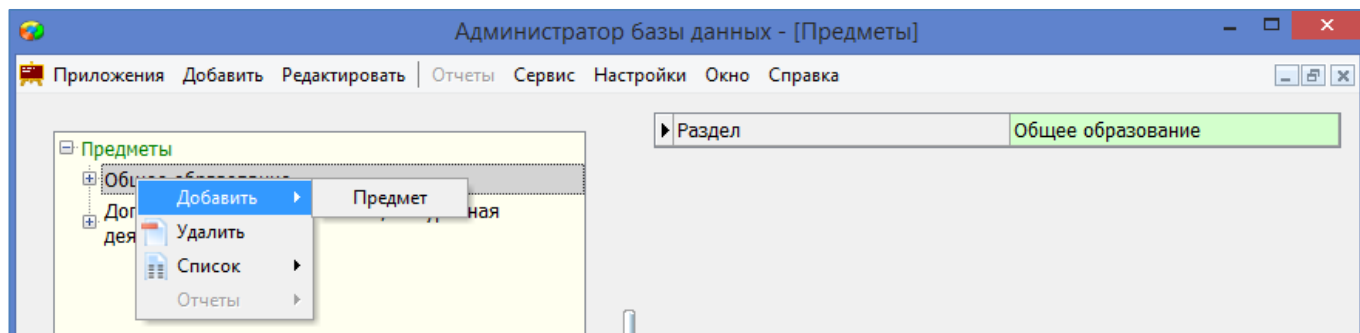 Администратор базы данных - [Предметы]
Приложения Добавить Редактировать Отчеты Сервис Настройки Окно Справка
Раздел Общее образование
Предметы
Добавить Предмет
Удалить
Список
Отчеты